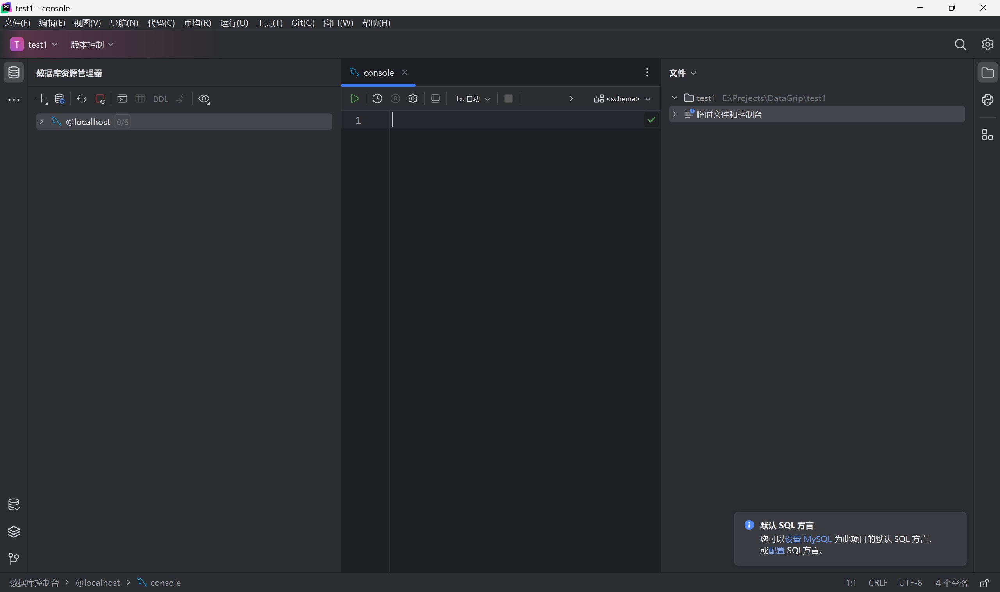 test1 – console
文件(F) 编辑(E) 视图(V) 导航(N) 代码(C) 重构(R) 运行(U) 工具(T) Git(G) 窗口(W) 帮助(H)
T test1 版本控制
数据库资源管理器
console
文件
DDL
Tx: 自动
<schema>
test1 E:\Projects\DataGrip\test1
@localhost 0/6
1
临时文件和控制台
默认 SQL 方言
您可以设置 MySQL 为此项目的默认 SQL 方言，
或配置 SQL方言。
数据库控制台 @localhost console
1:1 CRLF UTF-8 4 个空格